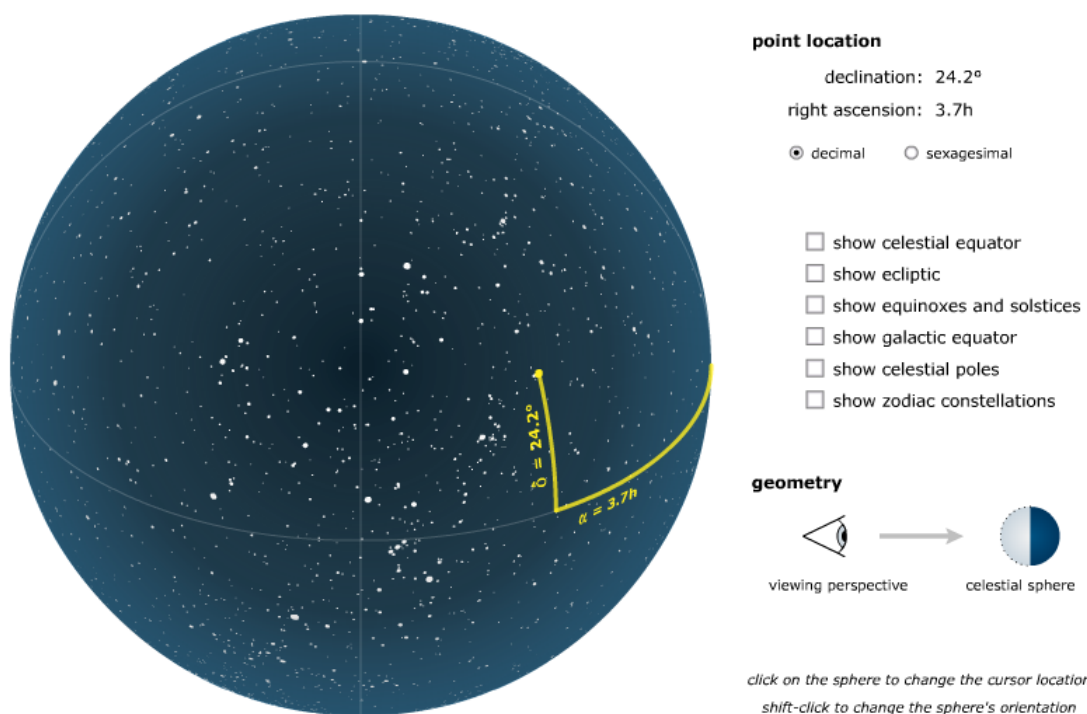 point location
declination: 24.2°
right ascension: 3.7h
decimal sexagesimal
show celestial equator
show ecliptic
show equinoxes and solstices
show galactic equator
show celestial poles
show zodiac constellations
δ = 24.2°
α = 3.7h
geometry
viewing perspective celestial sphere
click on the sphere to change the cursor location
shift-click to change the sphere's orientation